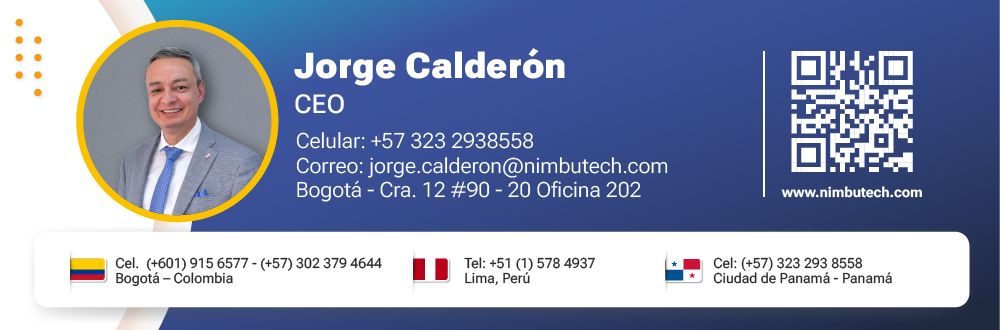 Jorge Calderón
CEO
Celular: +57 323 2938558
Correo: jorge.calderon@nimbutech.com
Bogotá - Cra. 12 #90 - 20 Oficina 202
www.nimbutech.com
Cel. (+601) 915 6577 - (+57) 302 379 4644
Bogotá – Colombia
Tel: +51 (1) 578 4937
Lima, Perú
Cel: (+57) 323 293 8558
Ciudad de Panamá - Panamá